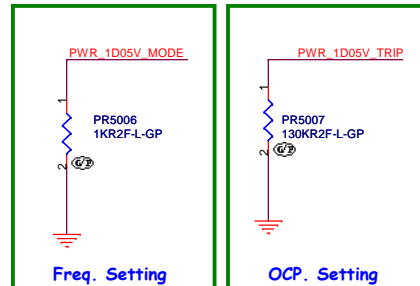 PWR_1D05V_MODE
1
PR5006
1KR2F-L-GP
2
G/P
Freq. Setting
PWR_1D05V_TRIP
1
PR5007
130KR2F-L-GP
2
G/P
OCP. Setting